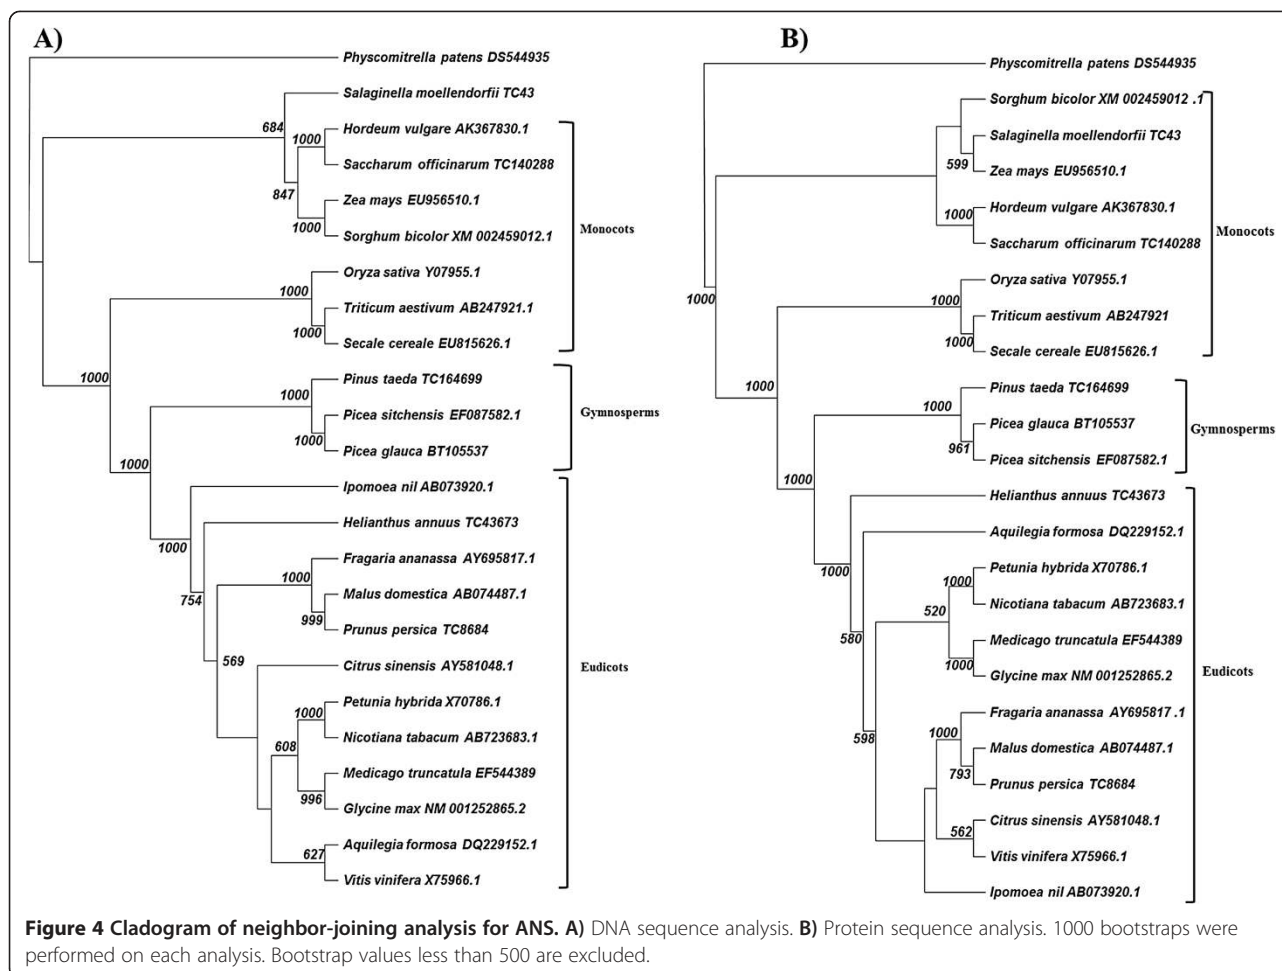 A)
Physcomitrella patens DS544935
Salaginella moellendorfii TC43
684
1000
Hordeum vulgare AK367830.1
Saccharum officinarum TC140288
847
Zea mays EU956510.1
1000
Sorghum bicolor XM 002459012.1
Monocots
Oryza sativa Y07955.1
1000
Triticum aestivum AB247921.1
1000
Secale cereale EU815626.1
1000
Pinus taeda TC164699
1000
Picea sitchensis EF087582.1
Gymnosperms
1000
Picea glauca BT105537
1000
Ipomoea nil AB073920.1
Helianthus annuus TC43673
1000
Fragaria ananassa AY695817.1
1000
Malus domestica AB074487.1
754
999
Prunus persica TC8684
569
Citrus sinensis AY581048.1
Eudicots
Petunia hybrida X70786.1
1000
Nicotiana tabacum AB723683.1
608
Medicago truncatula EF544389
996
Glycine max NM 001252865.2
Aquilegia formosa DQ229152.1
627
Vitis vinifera X75966.1
B)
Physcomitrella patens DS544935
Sorghum bicolor XM 002459012 .1
Salaginella moellendorfii TC43
599
Zea mays EU956510.1
Hordeum vulgare AK367830.1
1000
Saccharum officinarum TC140288
Monocots
Oryza sativa Y07955.1
1000
1000
Triticum aestivum AB247921
1000
Secale cereale EU815626.1
1000
Pinus taeda TC164699
1000
Picea glauca BT105537
Gymnosperms
961
Picea sitchensis EF087582.1
1000
Helianthus annuus TC43673
Aquilegia formosa DQ229152.1
1000
Petunia hybrida X70786.1
1000
Nicotiana tabacum AB723683.1
520
580
Medicago truncatula EF544389
1000
Glycine max NM 001252865.2
Eudicots
Fragaria ananassa AY695817 .1
1000
598
Malus domestica AB074487.1
793
Prunus persica TC8684
Citrus sinensis AY581048.1
562
Vitis vinifera X75966.1
Ipomoea nil AB073920.1
Figure 4 Cladogram of neighbor-joining analysis for ANS. A) DNA sequence analysis. B) Protein sequence analysis. 1000 bootstraps were
performed on each analysis. Bootstrap values less than 500 are excluded.